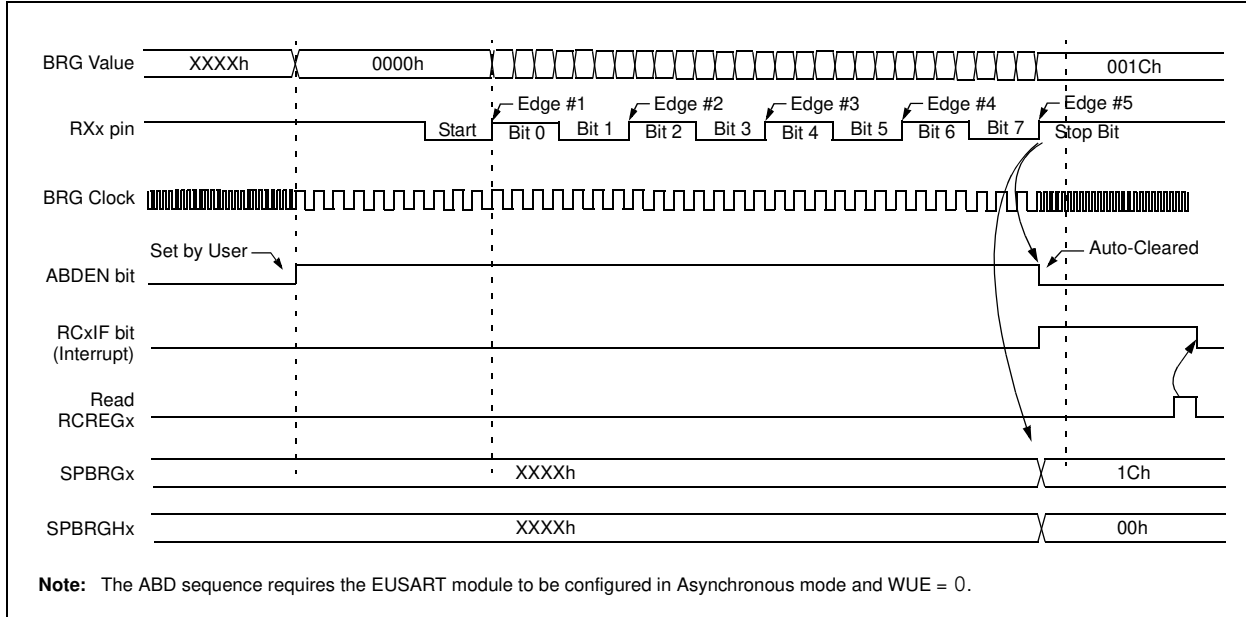 BRG Value
XXXXh
0000h
001Ch
Edge #1
Edge #2
Edge #3
Edge #4
Edge #5
RXx pin
Start
Bit 0
Bit 1
Bit 2
Bit 3
Bit 4
Bit 5
Bit 6
Bit 7
Stop Bit
BRG Clock
Set by User
Auto-Cleared
ABDEN bit
RCxIF bit
(Interrupt)
Read
RCREGx
SPBRGx
XXXXh
1Ch
SPBRGHx
XXXXh
00h
Note: The ABD sequence requires the EUSART module to be configured in Asynchronous mode and WUE = 0.